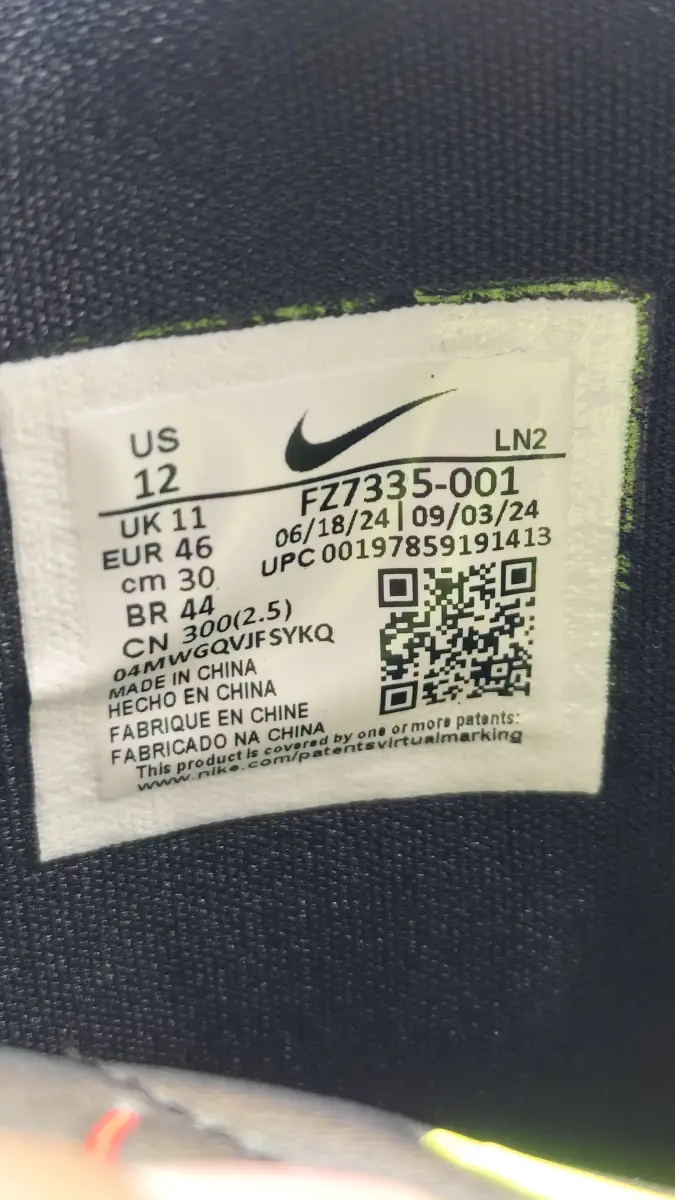 US
12
LN2
FZ7335-001
06/18/24 | 09/03/24
UPC 00197859191413
UK 11
EUR 46
cm 30
BR 44
CN 300(2.5)
04MWGQVJFSYKQ
MADE IN CHINA
HECHO EN CHINA
FABRIQUE EN CHINE
FABRICADO NA CHINA
This product is covered by one or more patents:
www.nike.com/patentsvirtualmarking